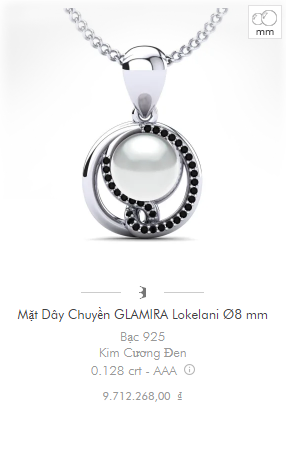 mm
Mặt Dây Chuyền GLAMIRA Lokelani Ø8 mm
Bạc 925
Kim Cương Đen
0.128 crt - AAA
9.712.268,00 ₫